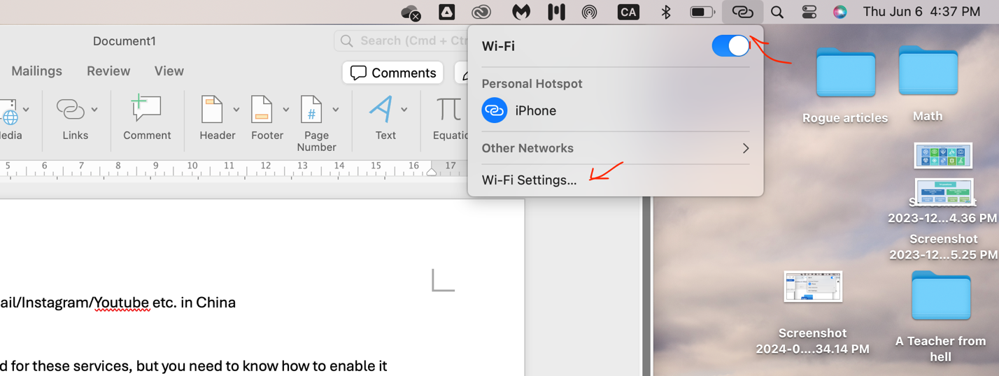 CA
Thu Jun 6 4:37 PM
Document1
Search (Cmd + Ctr
Mailings
Review
View
Comments
Links
Comment
Header
Footer
Page
Number
Text
5 6 7 8 9 10 11 12 13 14 15 16 17
Wi-Fi
Personal Hotspot
iPhone
Other Networks
Wi-Fi Settings...
ail/Instagram/Youtube etc. in China
d for these services, but you need to know how to enable it
Rogue articles
Math
Screenshot
2023-12...4.36 PM
Screenshot
2023-12...5.25 PM
Screenshot
2024-0....34.14 PM
A Teacher from
hell